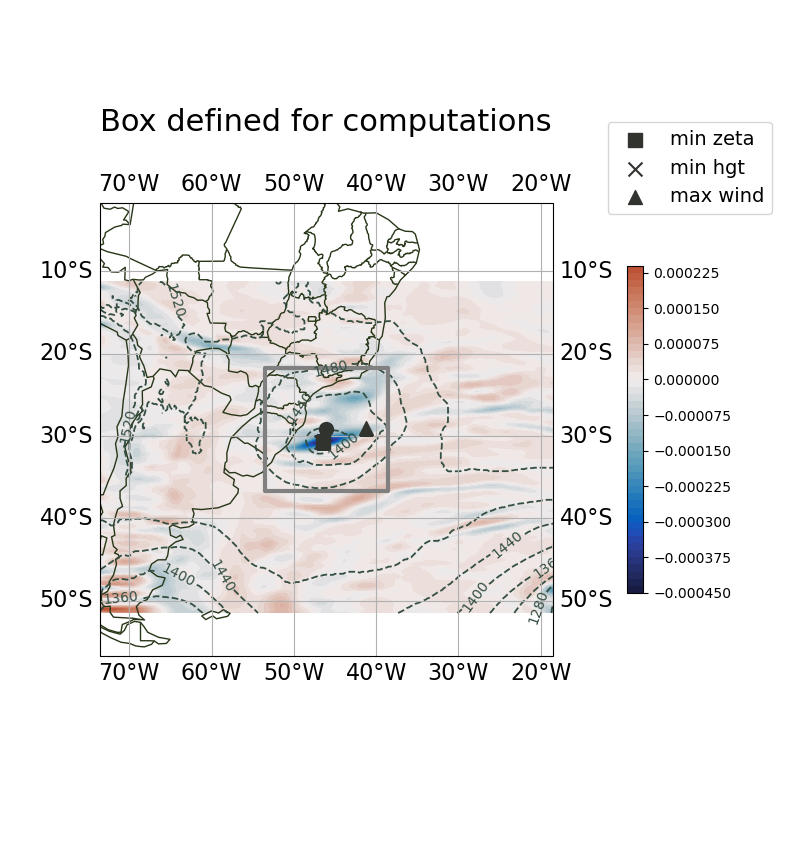 Box defined for computations
min zeta
min hgt
max wind
70°W 60°W 50°W 40°W 30°W 20°W
10°S 10°S
20°S 20°S
30°S 30°S
40°S 40°S
50°S 50°S
70°W 60°W 50°W 40°W 30°W 20°W
1520
1480
1520
1400
1440
1440
1400
1360
1400
1280
0.000225
0.000150
0.000075
0.000000
−0.000075
−0.000150
−0.000225
−0.000300
−0.000375
−0.000450